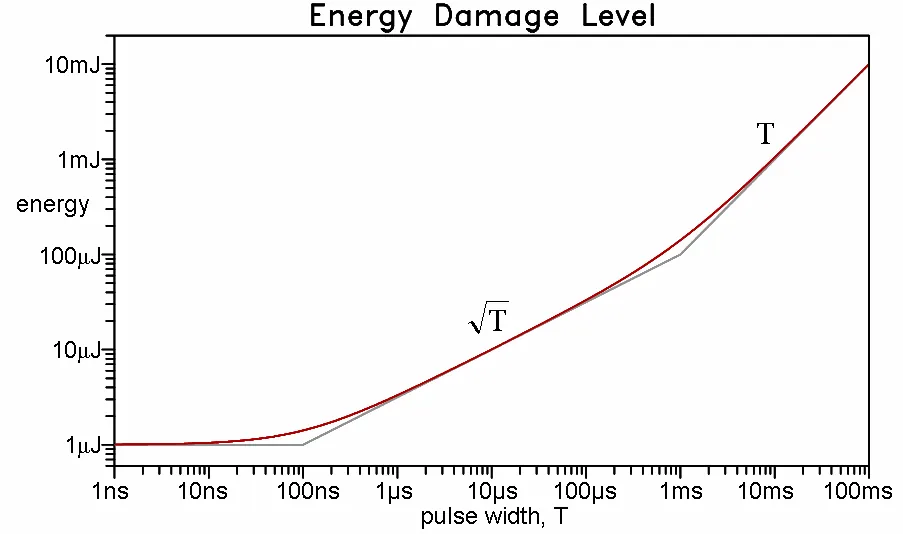 Energy Damage Level
10mJ
1mJ
energy
100μJ
10μJ
1μJ
T
√T
1ns 10ns 100ns 1μs 10μs 100μs 1ms 10ms 100ms
pulse width, T